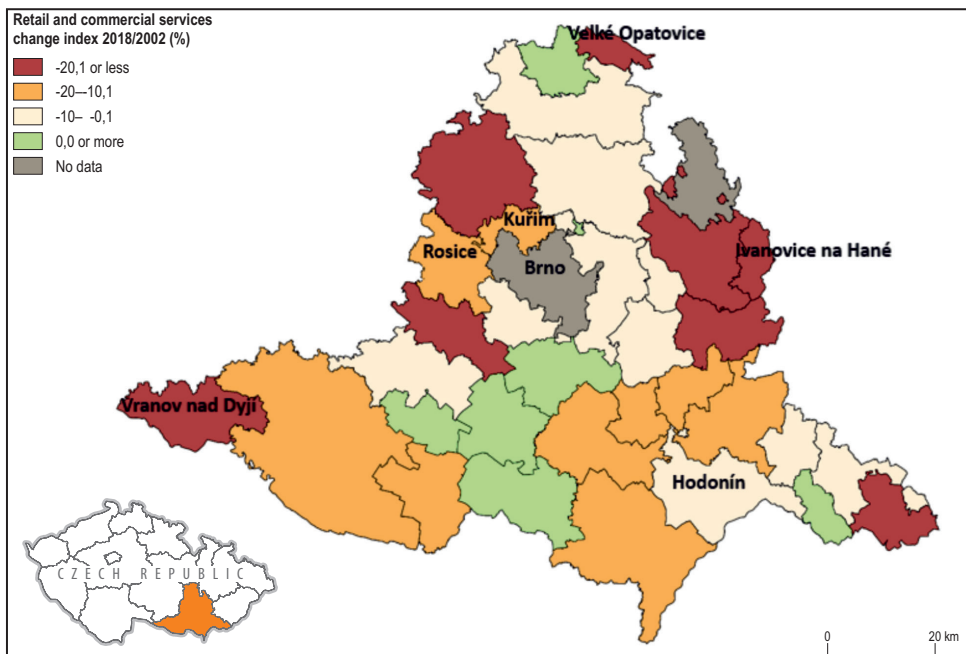 Retail and commercial services
change index 2018/2002 (%)
-20,1 or less
-20—-10,1
-10– -0,1
0,0 or more
No data
Velké Opatovice
Kuřim
Rosice
Brno
Ivanovice na Hané
Vranov nad Dyjí
Hodonín
CZECH REPUBLIC
0 20 km